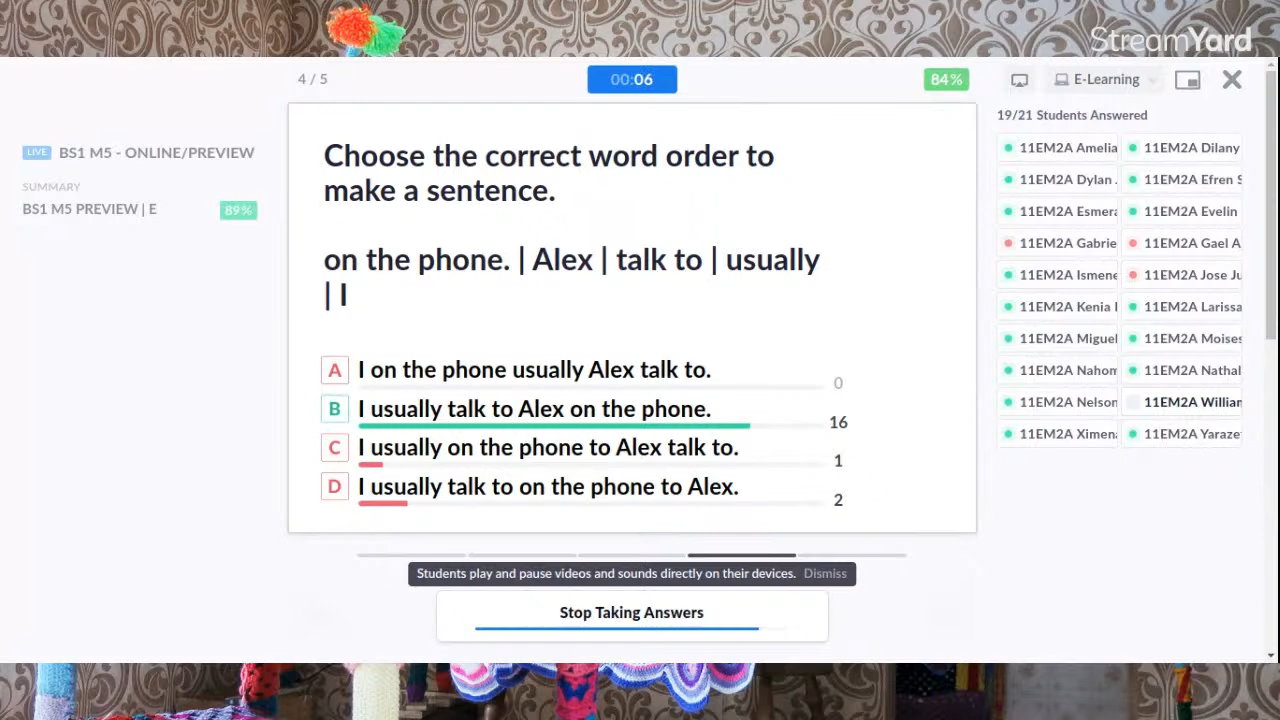 StreamYard
4 / 5
00:06
84%
E-Learning
LIVE BS1 M5 - ONLINE/PREVIEW
SUMMARY
BS1 M5 PREVIEW | E 89%
Choose the correct word order to
make a sentence.
on the phone. | Alex | talk to | usually
| I
A I on the phone usually Alex talk to. 0
B I usually talk to Alex on the phone. 16
C I usually on the phone to Alex talk to. 1
D I usually talk to on the phone to Alex. 2
Students play and pause videos and sounds directly on their devices. Dismiss
Stop Taking Answers
19/21 Students Answered
11EM2A Amelia 11EM2A Dilany
11EM2A Dylan 11EM2A Efren S
11EM2A Esmera 11EM2A Evelin
11EM2A Gabrie 11EM2A Gael A
11EM2A Ismene 11EM2A Jose Ju
11EM2A Kenia 11EM2A Larissa
11EM2A Miguel 11EM2A Moises
11EM2A Nahom 11EM2A Nathal
11EM2A Nelson 11EM2A William
11EM2A Ximena 11EM2A Yaraze